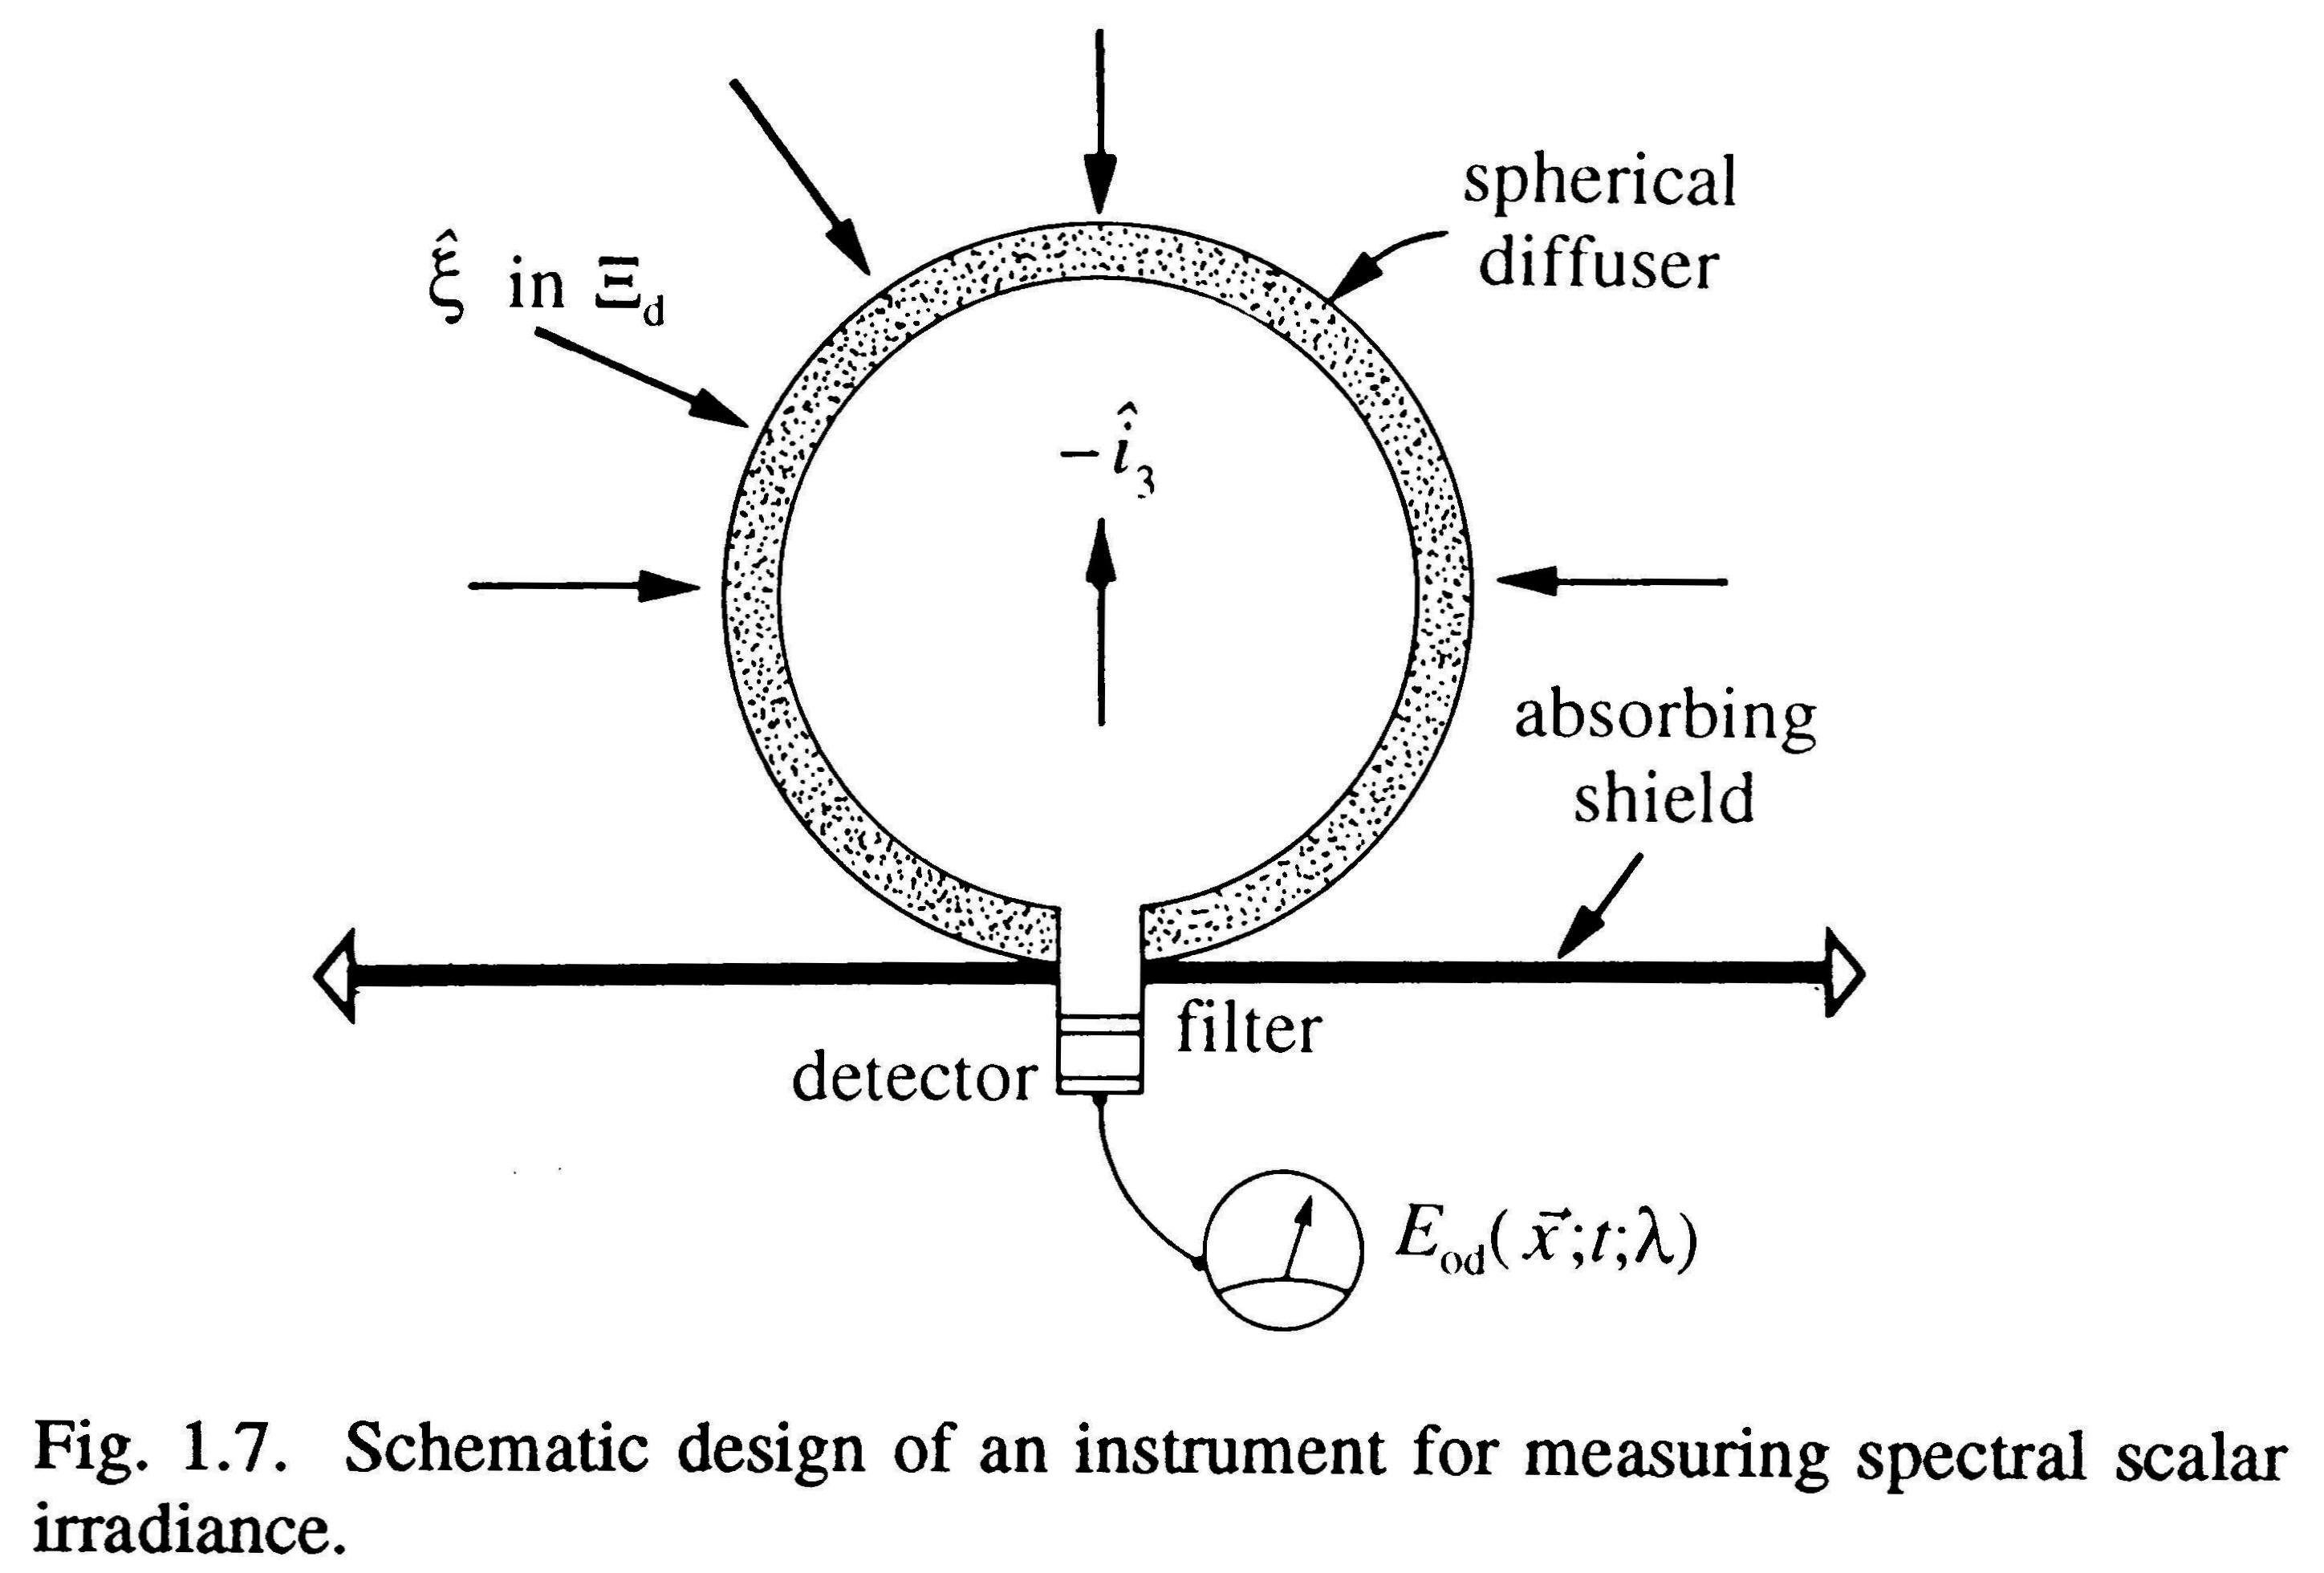 spherical
diffuser
ξ̂ in Ξd
−î3
absorbing
shield
filter
detector
Eod(x⃗;t;λ)
Fig. 1.7. Schematic design of an instrument for measuring spectral scalar
irradiance.